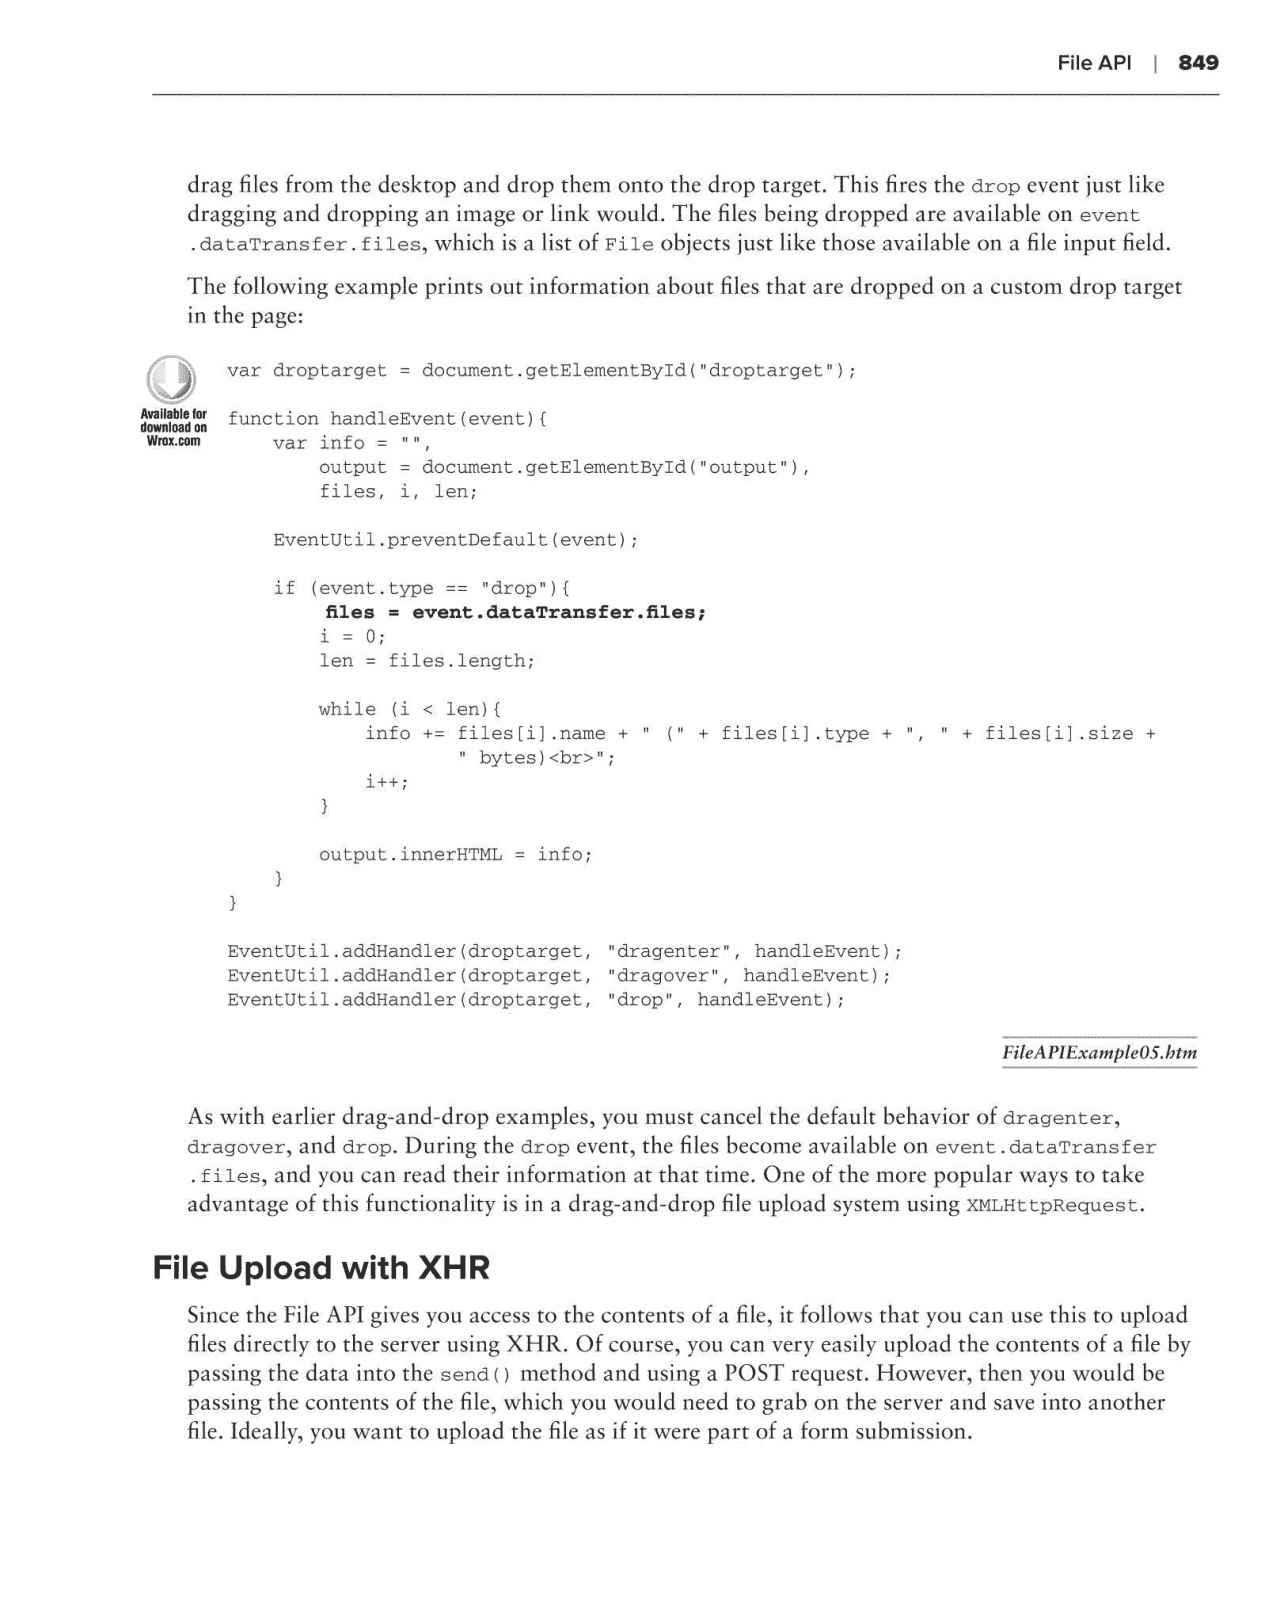 File API | 849
drag files from the desktop and drop them onto the drop target. This fires the drop event just like
dragging and dropping an image or link would. The files being dropped are available on event
.dataTransfer.files, which is a list of File objects just like those available on a file input field.
The following example prints out information about files that are dropped on a custom drop target
in the page:
Available for
download on
Wrox.com
var droptarget = document.getElementById("droptarget");
function handleEvent(event){
    var info = "",
        output = document.getElementById("output"),
        files, i, len;
    EventUtil.preventDefault(event);
    if (event.type == "drop"){
        files = event.dataTransfer.files;
        i = 0;
        len = files.length;
        while (i < len){
            info += files[i].name + " (" + files[i].type + ", " + files[i].size +
                    " bytes)<br>";
            i++;
        }
        output.innerHTML = info;
    }
}
EventUtil.addHandler(droptarget, "dragenter", handleEvent);
EventUtil.addHandler(droptarget, "dragover", handleEvent);
EventUtil.addHandler(droptarget, "drop", handleEvent);
FileAPIExample05.htm
As with earlier drag-and-drop examples, you must cancel the default behavior of dragenter,
dragover, and drop. During the drop event, the files become available on event.dataTransfer
.files, and you can read their information at that time. One of the more popular ways to take
advantage of this functionality is in a drag-and-drop file upload system using XMLHttpRequest.
File Upload with XHR
Since the File API gives you access to the contents of a file, it follows that you can use this to upload
files directly to the server using XHR. Of course, you can very easily upload the contents of a file by
passing the data into the send() method and using a POST request. However, then you would be
passing the contents of the file, which you would need to grab on the server and save into another
file. Ideally, you want to upload the file as if it were part of a form submission.